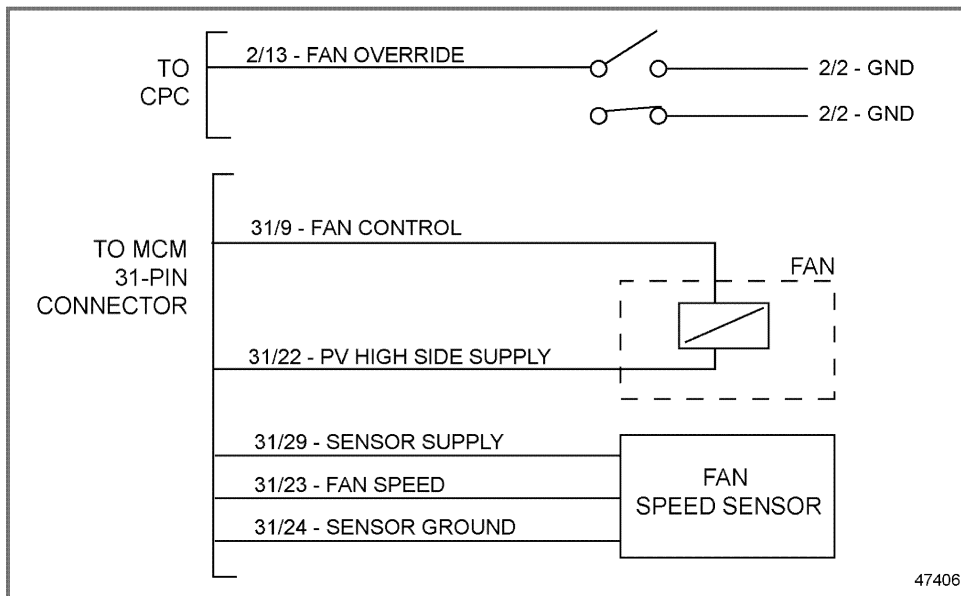 2/13 - FAN OVERRIDE
TO
CPC
2/2 - GND
2/2 - GND
31/9 - FAN CONTROL
TO MCM
31-PIN
CONNECTOR
FAN
31/22 - PV HIGH SIDE SUPPLY
31/29 - SENSOR SUPPLY
31/23 - FAN SPEED
31/24 - SENSOR GROUND
FAN
SPEED SENSOR
47406